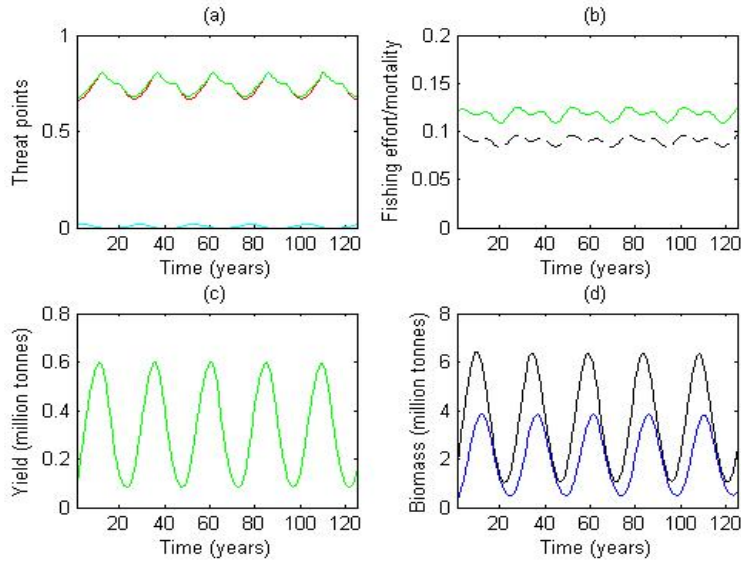 (a)
1
0.5
0
Threat points
20 40 60 80 100 120
Time (years)
(b)
0.2
0.15
0.1
0.05
0
Fishing effort/mortality
20 40 60 80 100 120
Time (years)
(c)
0.8
0.6
0.4
0.2
0
Yield (million tonnes)
20 40 60 80 100 120
Time (years)
(d)
8
6
4
2
0
Biomass (million tonnes)
20 40 60 80 100 120
Time (years)